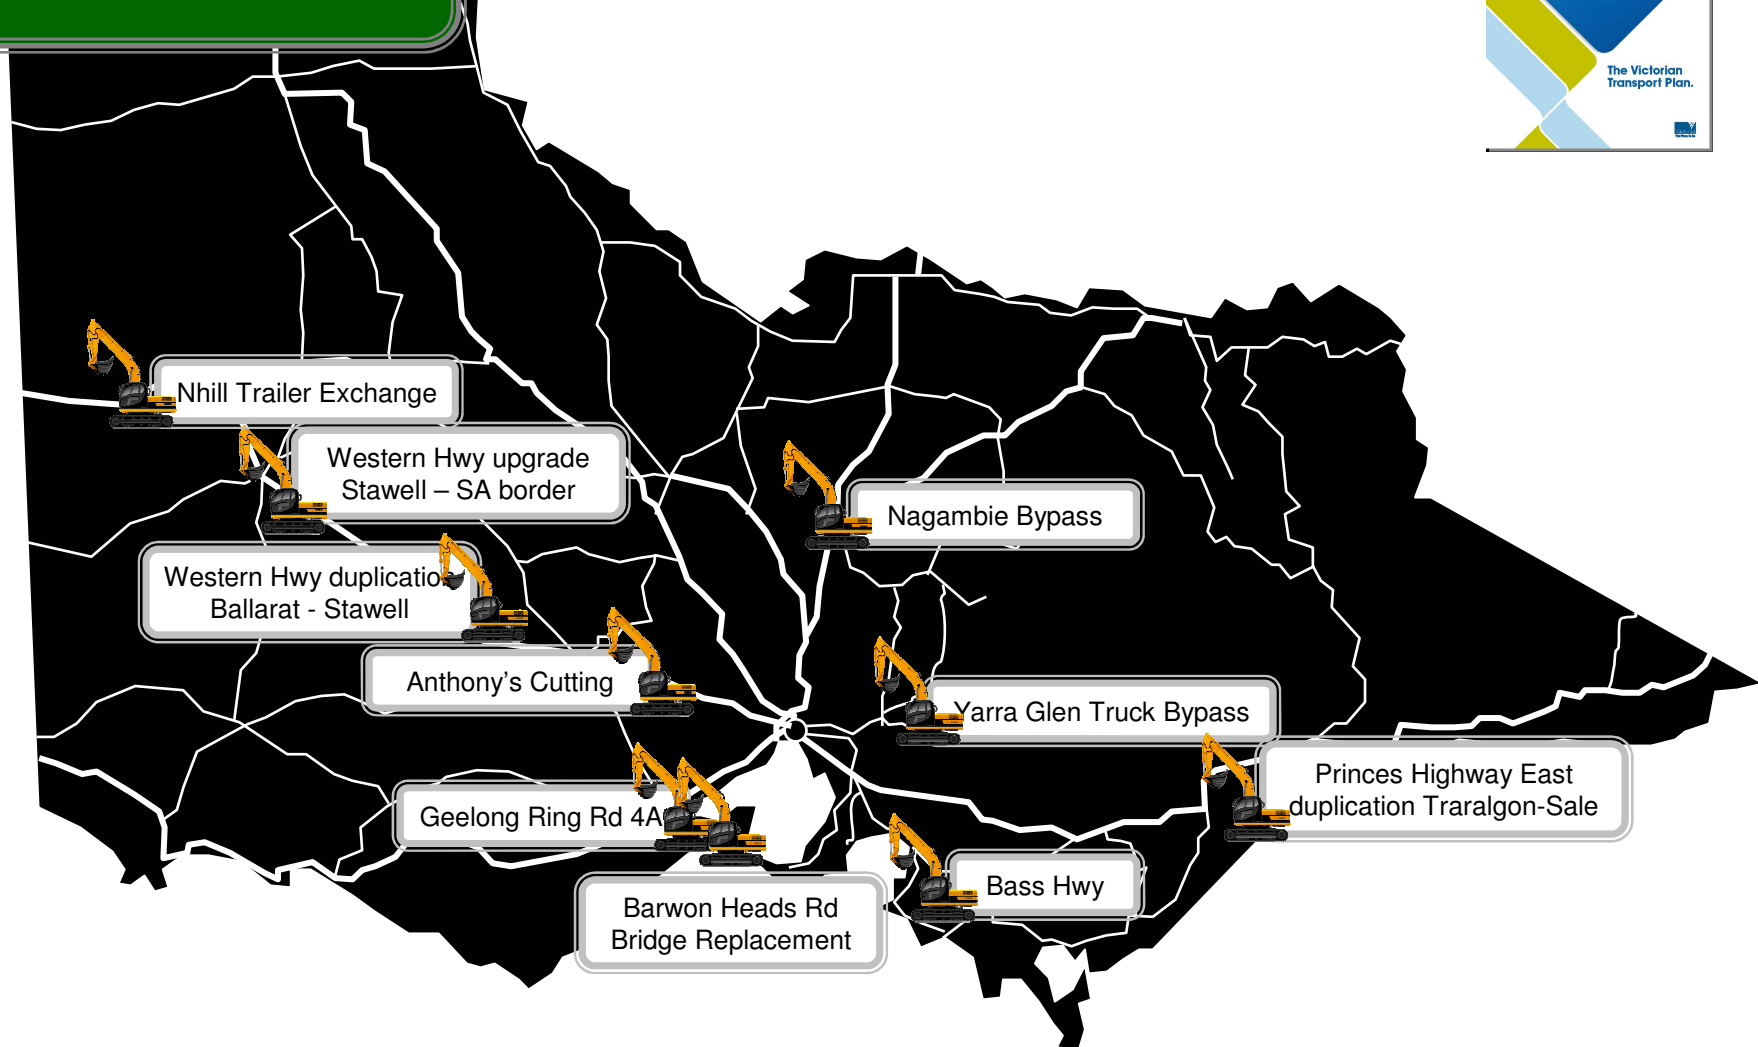 The Victorian
Transport Plan.
Nhill Trailer Exchange
Western Hwy upgrade
Stawell – SA border
Nagambie Bypass
Western Hwy duplicatio
Ballarat - Stawell
Anthony's Cutting
Yarra Glen Truck Bypass
Princes Highway East
duplication Traralgon-Sale
Geelong Ring Rd 4A
Bass Hwy
Barwon Heads Rd
Bridge Replacement